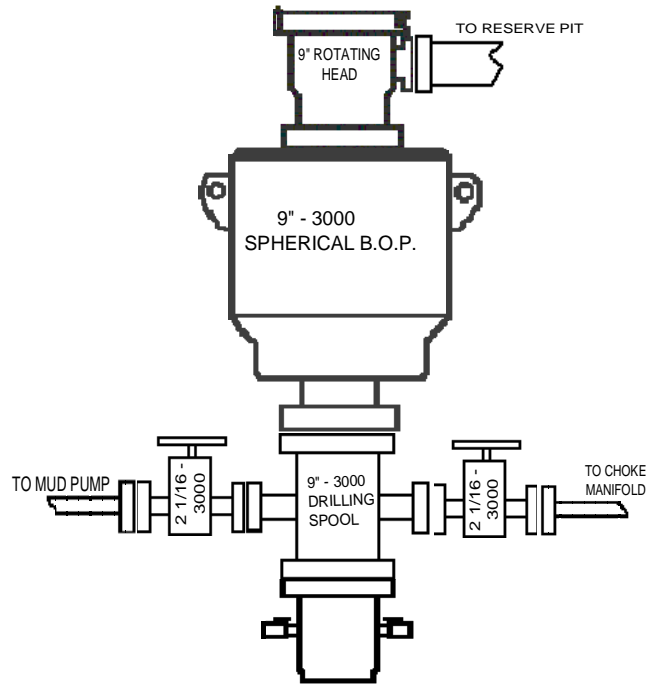 TO RESERVE PIT
9" ROTATING
HEAD
9" - 3000
SPHERICAL B.O.P.
TO MUD PUMP
2 1/16 -
3000
9" - 3000
DRILLING
SPOOL
2 1/16 -
3000
TO CHOKE
MANIFOLD